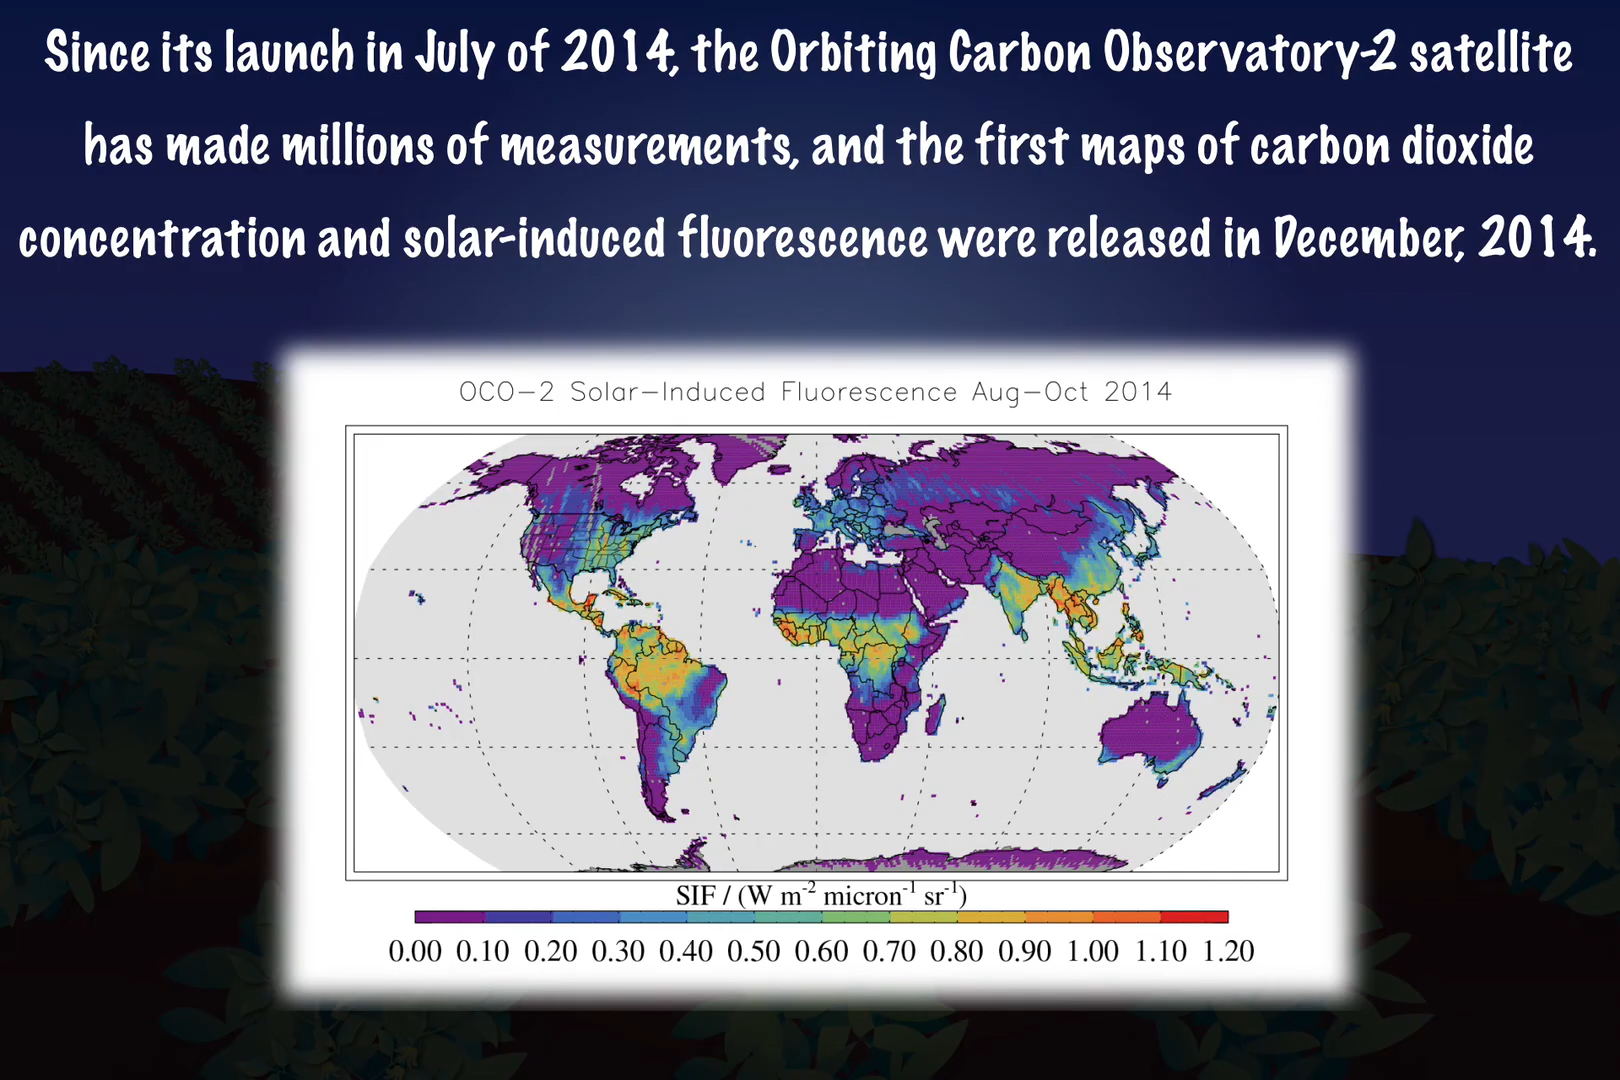 Since its launch in July of 2014, the Orbiting Carbon Observatory-2 satellite
has made millions of measurements, and the first maps of carbon dioxide
concentration and solar-induced fluorescence were released in December, 2014.
OCO-2 Solar-Induced Fluorescence Aug-Oct 2014
SIF / (W m⁻² micron⁻¹ sr⁻¹)
0.00 0.10 0.20 0.30 0.40 0.50 0.60 0.70 0.80 0.90 1.00 1.10 1.20